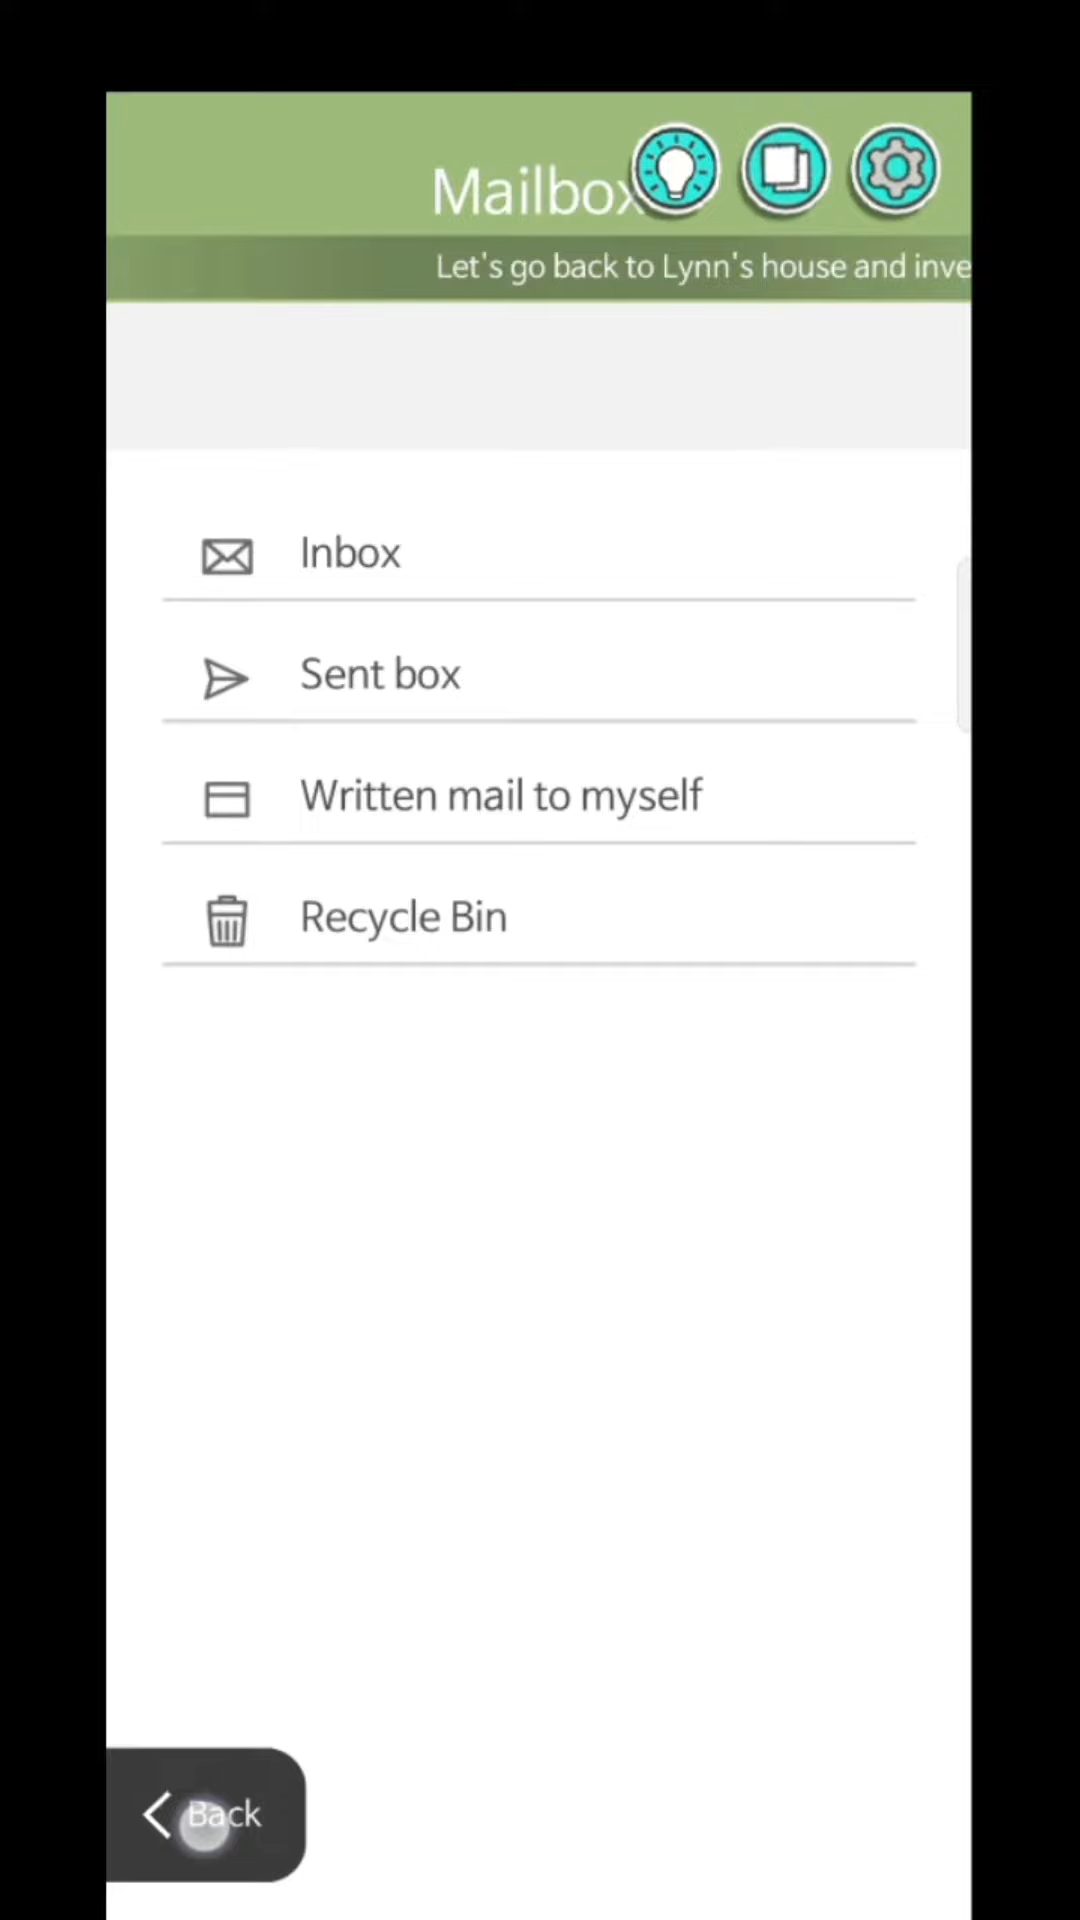 Mailbox
Let's go back to Lynn's house and inve
Inbox
Sent box
Written mail to myself
Recycle Bin
Back